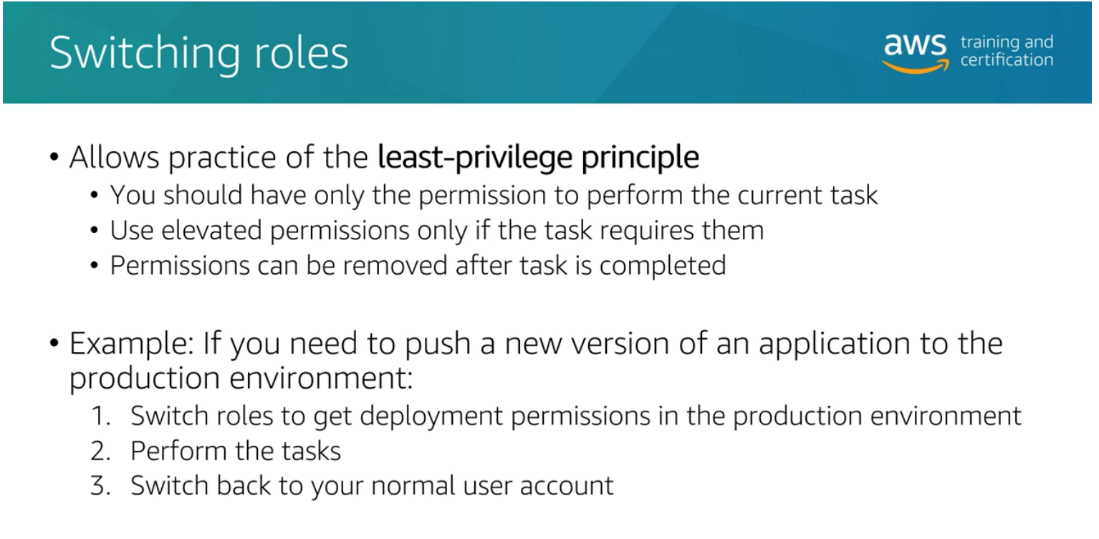 Switching roles
aws training and
certification
• Allows practice of the least-privilege principle
• You should have only the permission to perform the current task
• Use elevated permissions only if the task requires them
• Permissions can be removed after task is completed
• Example: If you need to push a new version of an application to the
production environment:
1. Switch roles to get deployment permissions in the production environment
2. Perform the tasks
3. Switch back to your normal user account